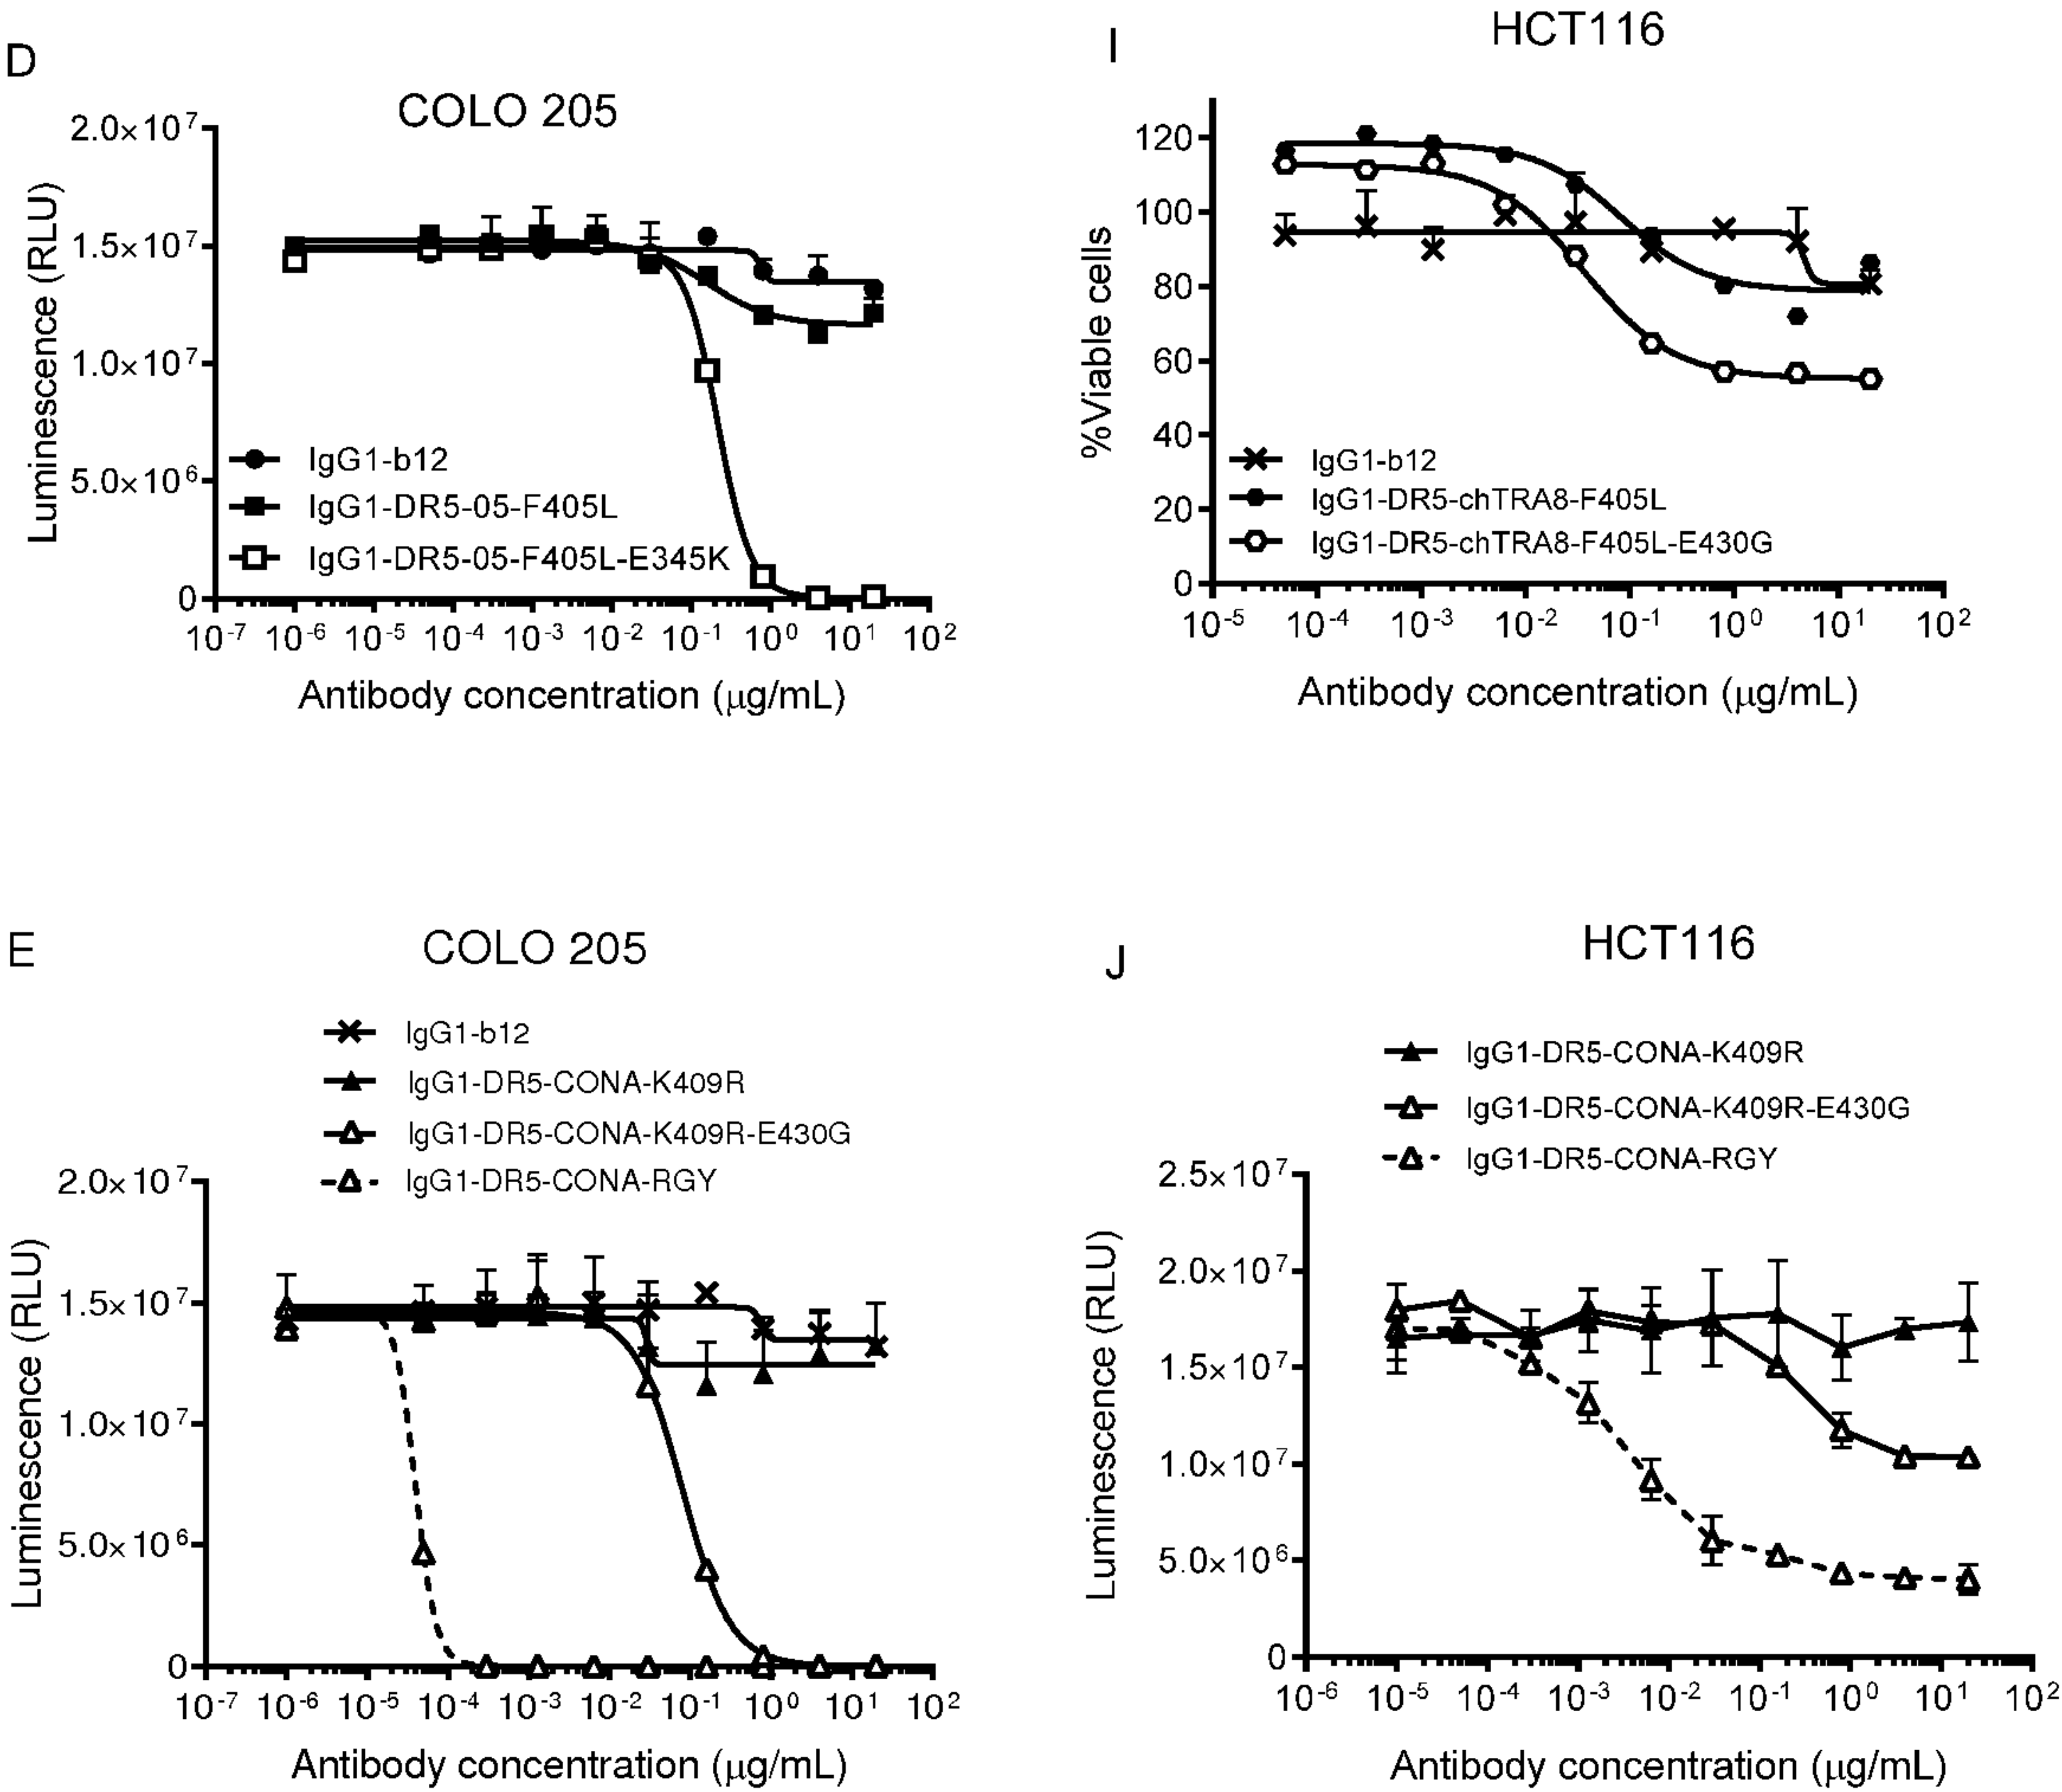 D
COLO 205
Luminescence (RLU)
2.0×10⁷
1.5×10⁷
1.0×10⁷
5.0×10⁶
0
IgG1-b12
IgG1-DR5-05-F405L
IgG1-DR5-05-F405L-E345K
10⁻⁷ 10⁻⁶ 10⁻⁵ 10⁻⁴ 10⁻³ 10⁻² 10⁻¹ 10⁰ 10¹ 10²
Antibody concentration (μg/mL)
I
HCT116
%Viable cells
120
100
80
60
40
20
0
IgG1-b12
IgG1-DR5-chTRA8-F405L
IgG1-DR5-chTRA8-F405L-E430G
10⁻⁵ 10⁻⁴ 10⁻³ 10⁻² 10⁻¹ 10⁰ 10¹ 10²
Antibody concentration (μg/mL)
E
COLO 205
IgG1-b12
IgG1-DR5-CONA-K409R
IgG1-DR5-CONA-K409R-E430G
IgG1-DR5-CONA-RGY
Luminescence (RLU)
2.0×10⁷
1.5×10⁷
1.0×10⁷
5.0×10⁶
0
10⁻⁷ 10⁻⁶ 10⁻⁵ 10⁻⁴ 10⁻³ 10⁻² 10⁻¹ 10⁰ 10¹ 10²
Antibody concentration (μg/mL)
J
HCT116
IgG1-DR5-CONA-K409R
IgG1-DR5-CONA-K409R-E430G
IgG1-DR5-CONA-RGY
Luminescence (RLU)
2.5×10⁷
2.0×10⁷
1.5×10⁷
1.0×10⁷
5.0×10⁶
0
10⁻⁶ 10⁻⁵ 10⁻⁴ 10⁻³ 10⁻² 10⁻¹ 10⁰ 10¹ 10²
Antibody concentration (μg/mL)